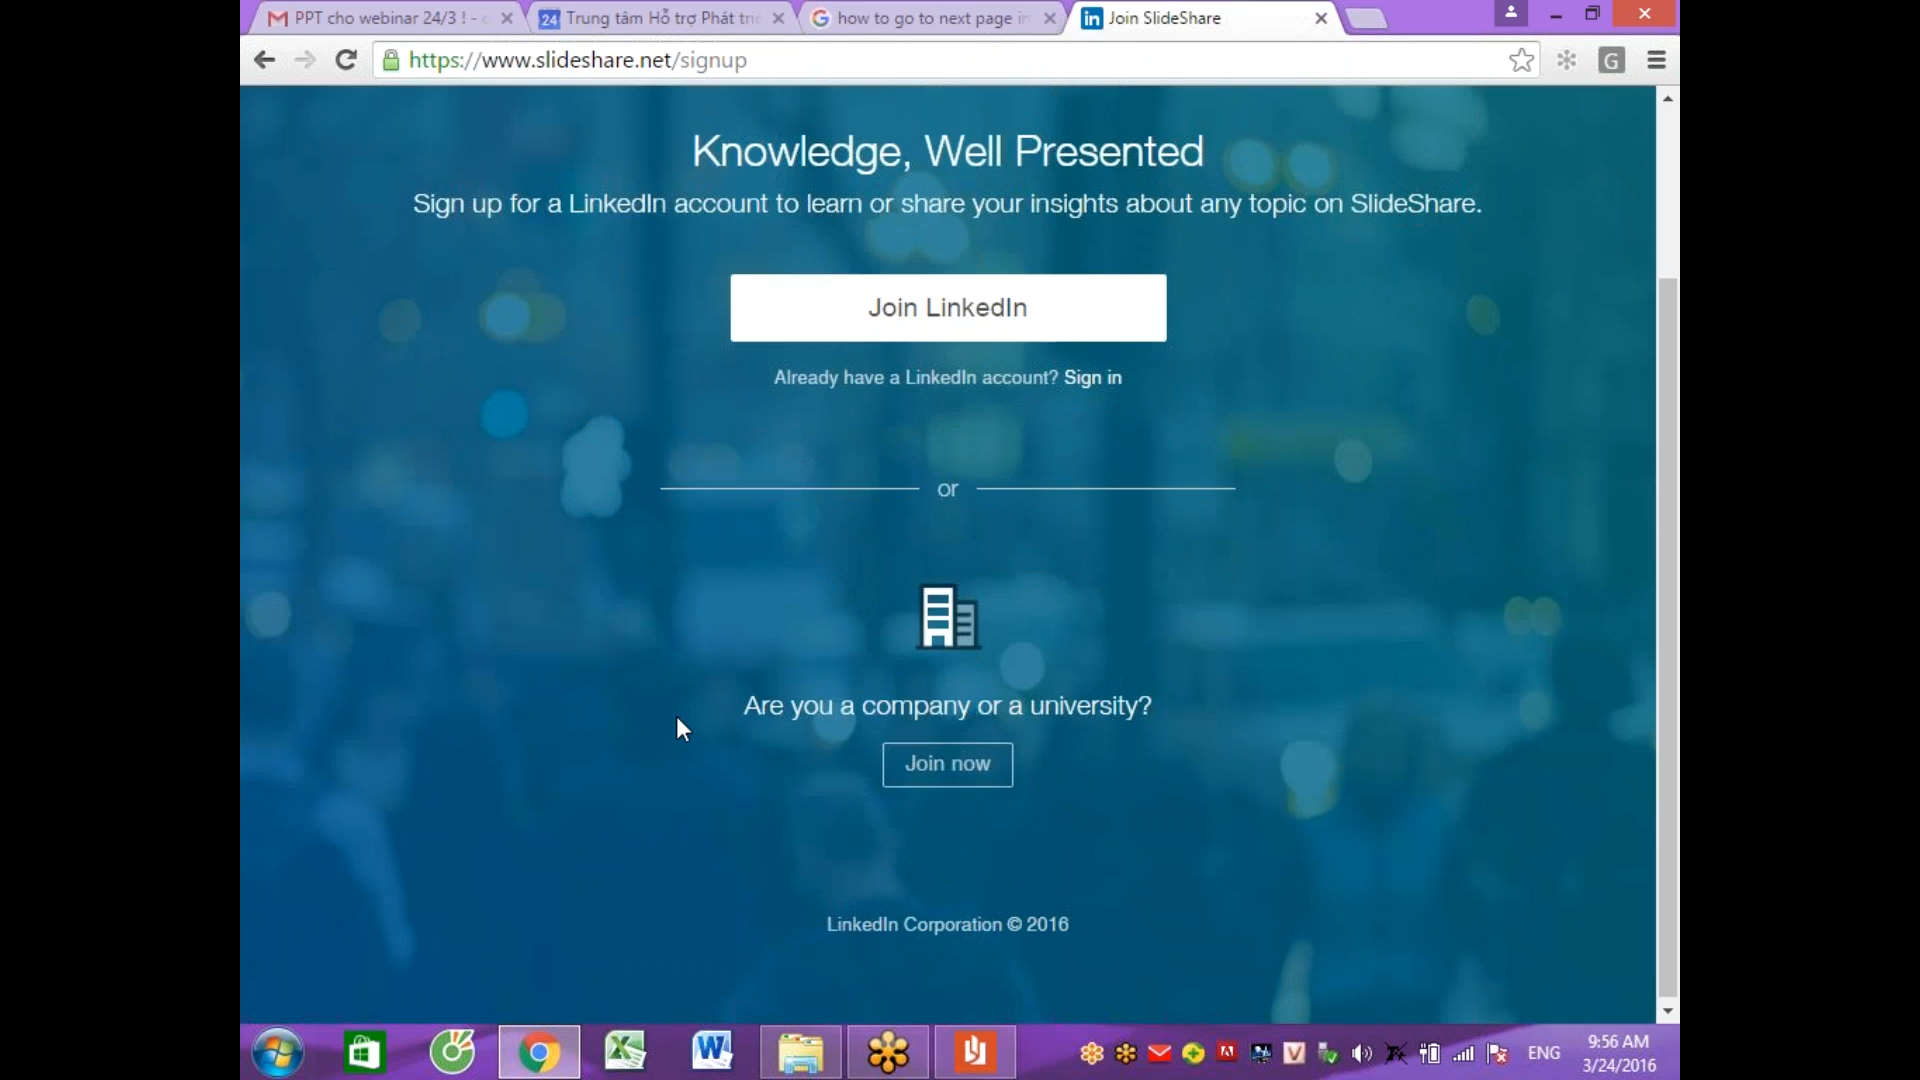 PPT cho webinar 24/3 ! -
24
Trung tâm Hỗ trợ Phát
how to go to next page
in
Join SlideShare
https://www.slideshare.net/signup
G
Knowledge, Well Presented
Sign up for a LinkedIn account to learn or share your insights about any topic on SlideShare.
Join LinkedIn
Already have a LinkedIn account? Sign in
or
Are you a company or a university?
Join now
LinkedIn Corporation © 2016
ENG
9:56 AM
3/24/2016